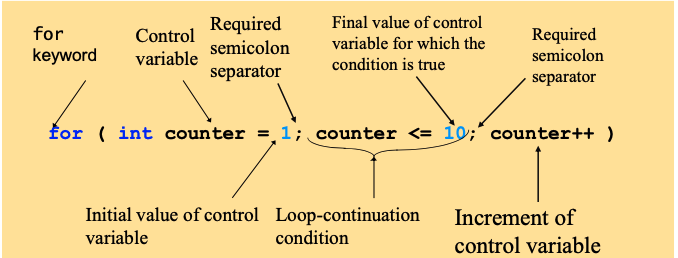 for
keyword
Control
variable
Required
semicolon
separator
Final value of control
variable for which the
condition is true
Required
semicolon
separator
for ( int counter = 1; counter <= 10; counter++ )
Initial value of control
variable
Loop-continuation
condition
Increment of
control variable